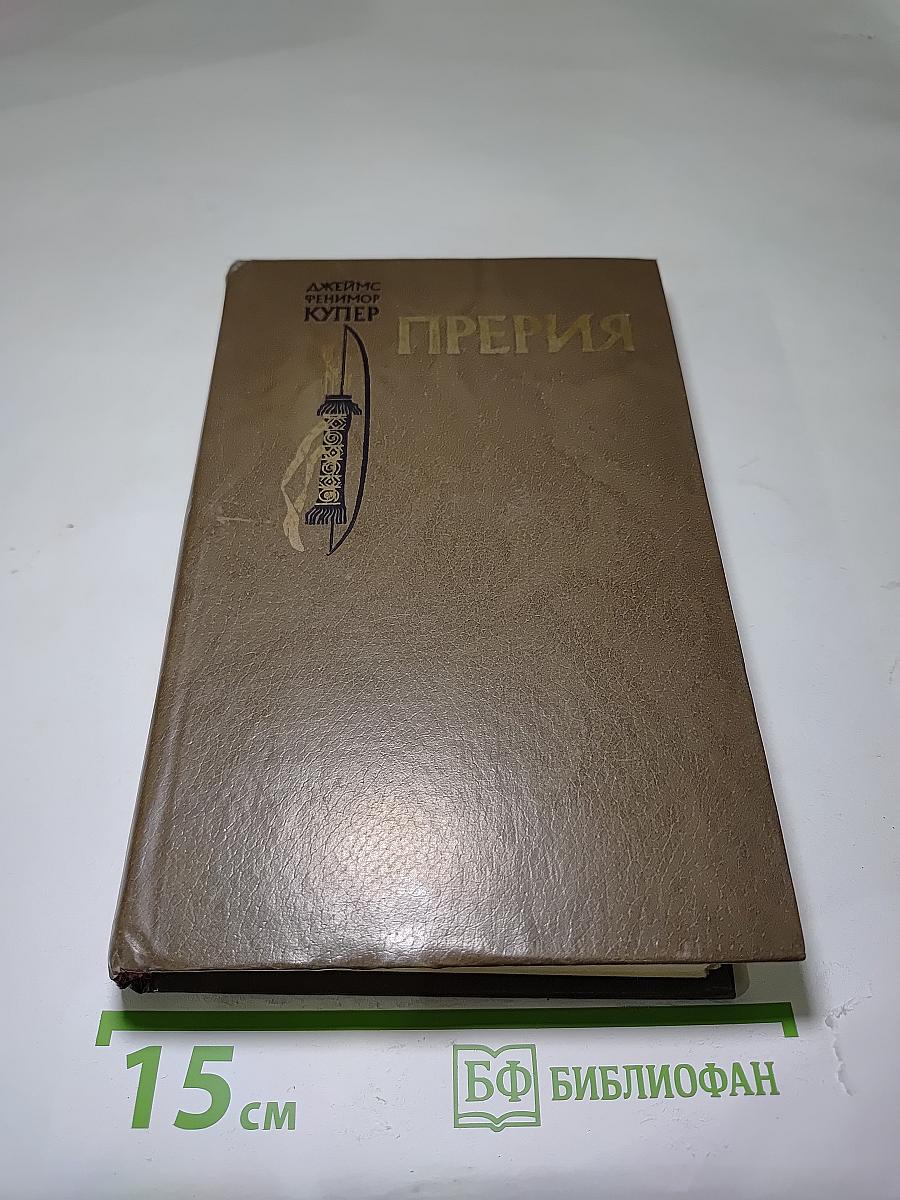 ДЖЕЙМС
ФЕНИМОР
КУПЕР
ПРЕРИЯ
15 см
БФ БИБЛИОФАН